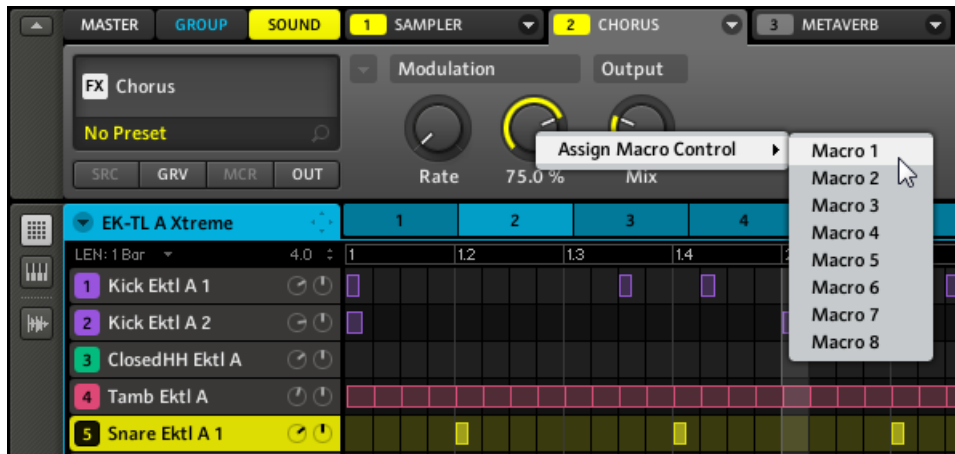 MASTER GROUP SOUND 1 SAMPLER 2 CHORUS 3 METAVERB
Modulation Output
FX Chorus
No Preset
Assign Macro Control Macro 1
SRC GRV MCR OUT Rate 75.0 % Mix Macro 2
Macro 3
EK-TL A Xtreme 1 2 3 4 Macro 4
LEN: 1 Bar 4.0 1 1.2 1.3 1.4 Macro 5
1 Kick Ektl A 1 Macro 6
2 Kick Ektl A 2 Macro 7
Macro 8
3 ClosedHH Ektl A
4 Tamb Ektl A
5 Snare Ektl A 1